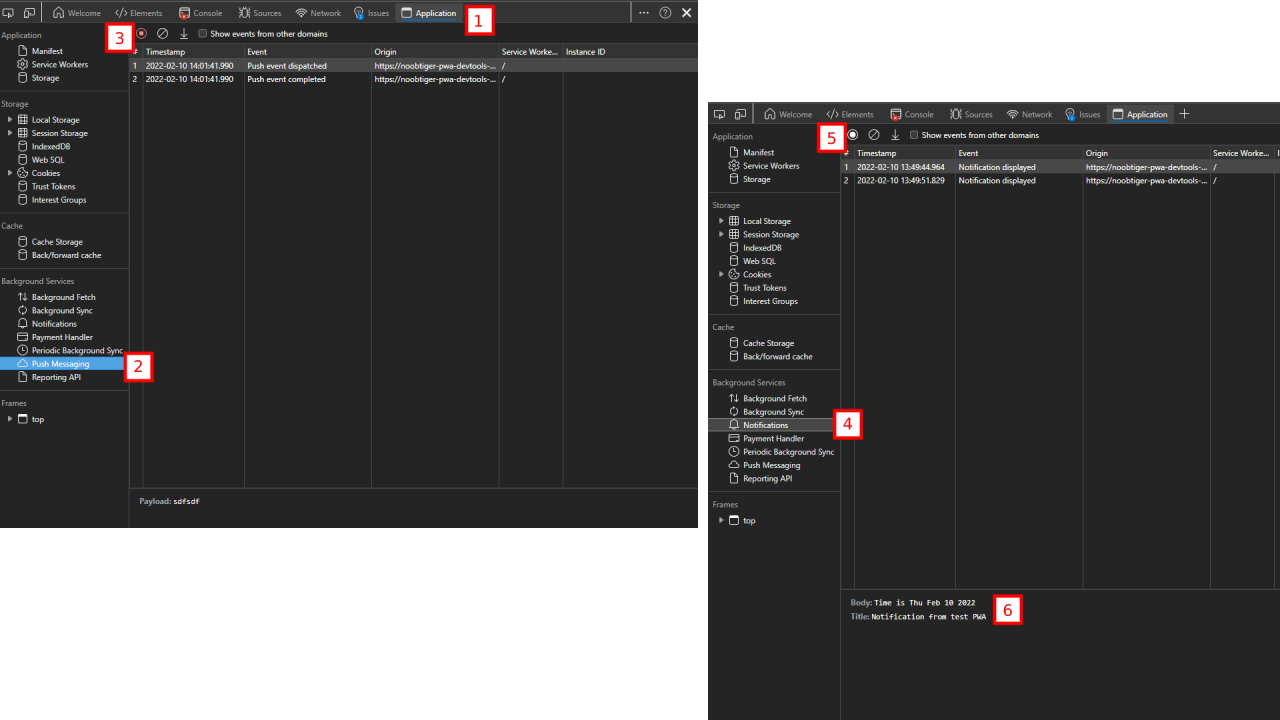 Welcome Elements Console Sources Network Issues Application 1
3 Show events from other domains
Application
Manifest
Service Workers
Storage
Storage
Local Storage
Session Storage
IndexedDB
Web SQL
Cookies
Trust Tokens
Interest Groups
Cache
Cache Storage
Back/forward cache
Background Services
Background Fetch
Background Sync
Notifications
Payment Handler
Periodic Background Sync
Push Messaging 2
Reporting API
Frames
top
# Timestamp Event Origin Service Worke... Instance ID
1 2022-02-10 14:01:41.990 Push event dispatched https://noobtiger-pwa-devtools-... /
2 2022-02-10 14:01:41.990 Push event completed https://noobtiger-pwa-devtools-... /
Payload: sdfsdf
Welcome Elements Console Sources Network Issues Application
5 Show events from other domains
Application
Manifest
Service Workers
Storage
Storage
Local Storage
Session Storage
IndexedDB
Web SQL
Cookies
Trust Tokens
Interest Groups
Cache
Cache Storage
Back/forward cache
Background Services
Background Fetch
Background Sync
Notifications 4
Payment Handler
Periodic Background Sync
Push Messaging
Reporting API
Frames
top
# Timestamp Event Origin Service Worke...
1 2022-02-10 13:49:44.964 Notification displayed https://noobtiger-pwa-devtools-... /
2 2022-02-10 13:49:51.829 Notification displayed https://noobtiger-pwa-devtools-... /
Body: Time is Thu Feb 10 2022
Title: Notification from test PWA
6